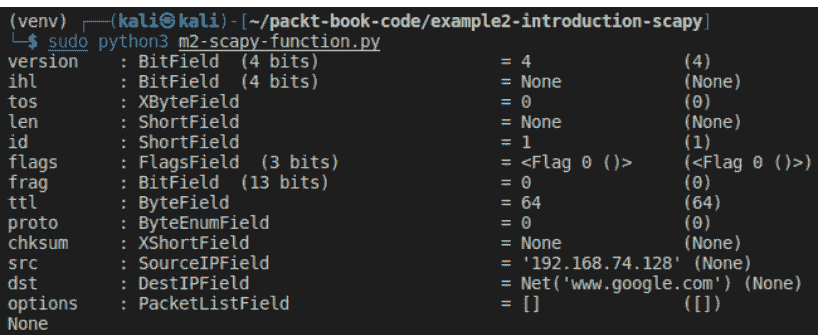 (venv) ┌──(kali㉿kali)-[~/packt-book-code/example2-introduction-scapy]
└─$ sudo python3 m2-scapy-function.py
version    : BitField  (4 bits)                  = 4               (4)
ihl        : BitField  (4 bits)                  = None            (None)
tos        : XByteField                          = 0               (0)
len        : ShortField                          = None            (None)
id         : ShortField                          = 1               (1)
flags      : FlagsField  (3 bits)                = <Flag 0 ()>     (<Flag 0 ()>)
frag       : BitField  (13 bits)                 = 0               (0)
ttl        : ByteField                           = 64              (64)
proto      : ByteEnumField                       = 0               (0)
chksum     : XShortField                         = None            (None)
src        : SourceIPField                       = '192.168.74.128' (None)
dst        : DestIPField                         = Net('www.google.com') (None)
options    : PacketListField                     = []              ([])
None